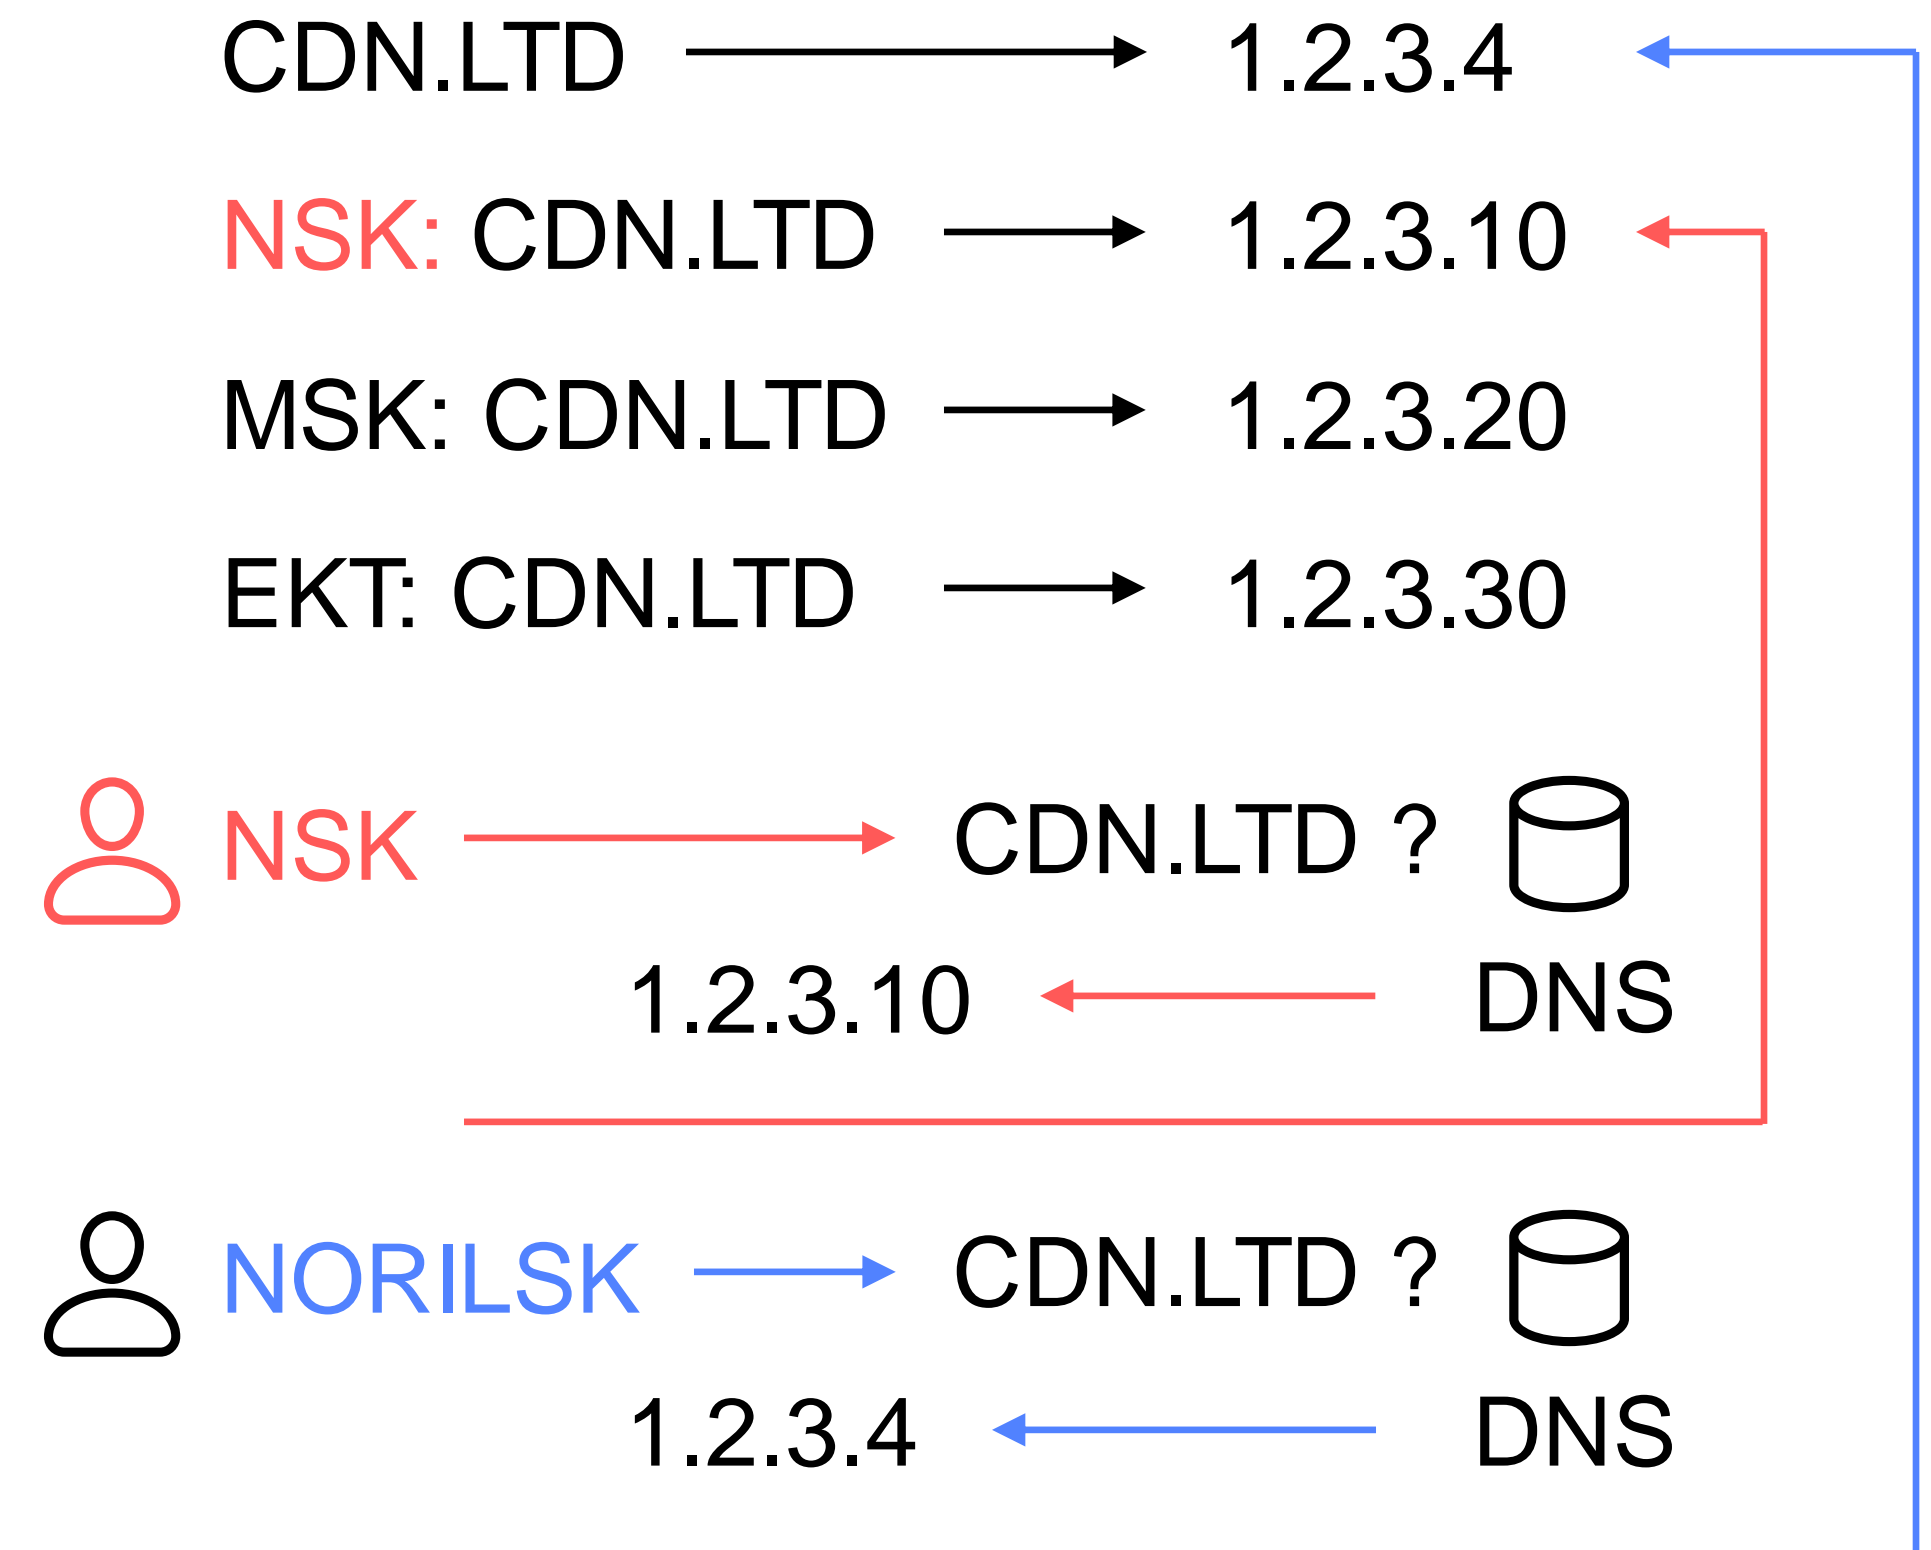 CDN.LTD 1.2.3.4
NSK: CDN.LTD 1.2.3.10
MSK: CDN.LTD 1.2.3.20
EKT: CDN.LTD 1.2.3.30
NSK CDN.LTD ?
1.2.3.10 DNS
NORILSK CDN.LTD ?
1.2.3.4 DNS